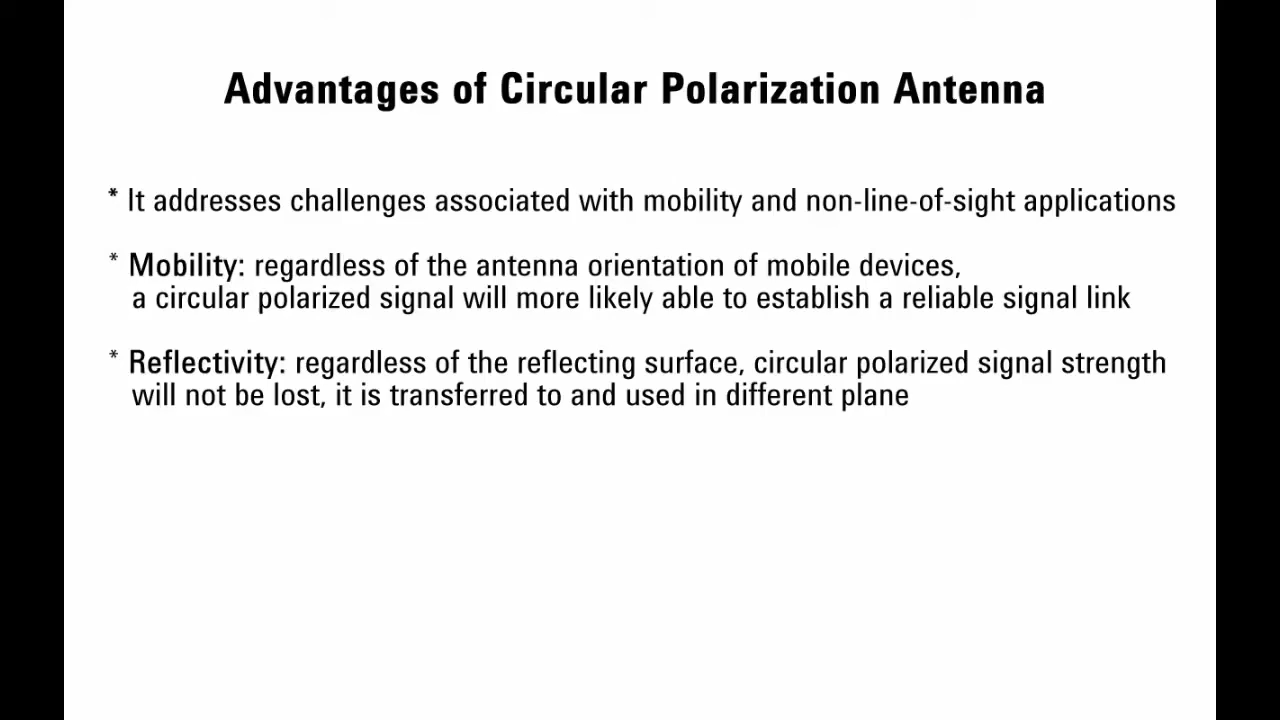 Advantages of Circular Polarization Antenna
* It addresses challenges associated with mobility and non-line-of-sight applications
* Mobility: regardless of the antenna orientation of mobile devices,
a circular polarized signal will more likely able to establish a reliable signal link
* Reflectivity: regardless of the reflecting surface, circular polarized signal strength
will not be lost, it is transferred to and used in different plane